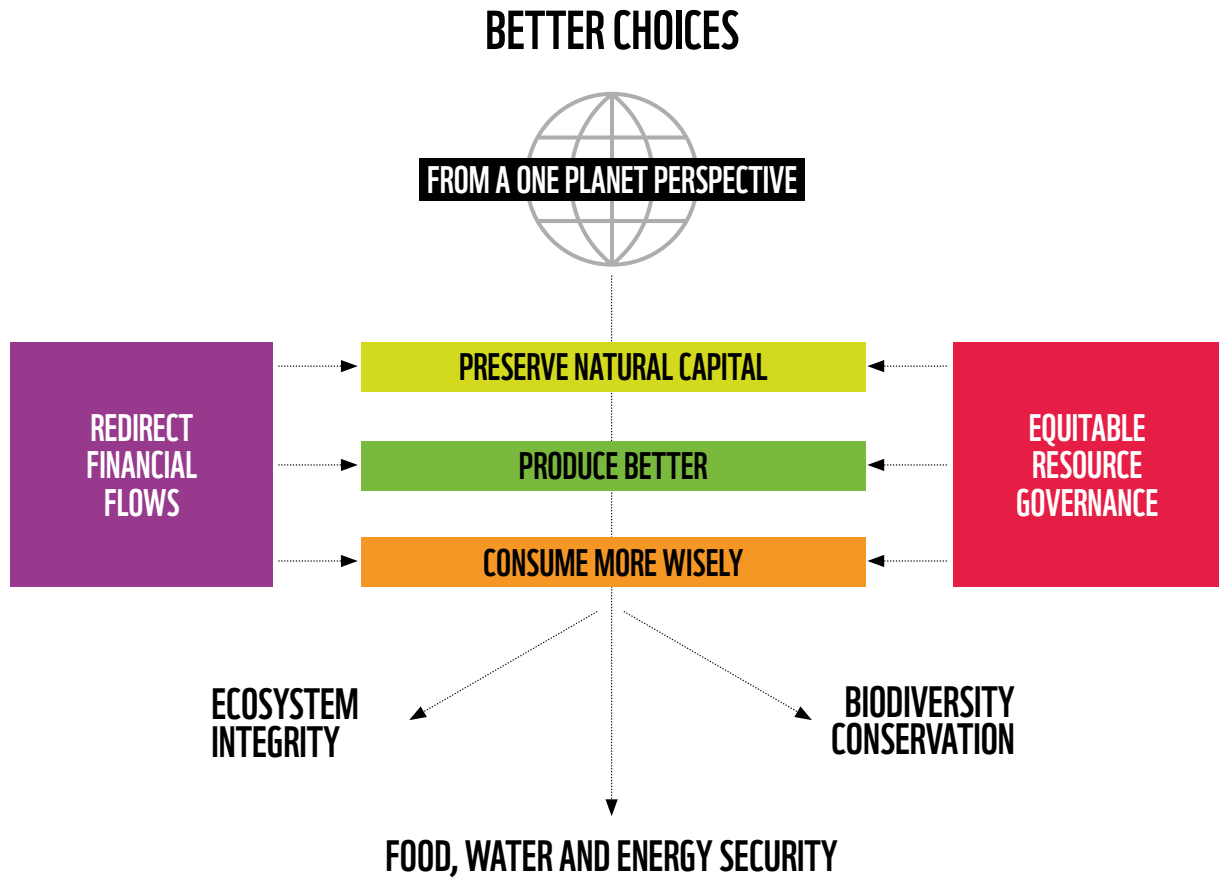 BETTER CHOICES
FROM A ONE PLANET PERSPECTIVE
REDIRECT
FINANCIAL
FLOWS
PRESERVE NATURAL CAPITAL
PRODUCE BETTER
CONSUME MORE WISELY
EQUITABLE
RESOURCE
GOVERNANCE
ECOSYSTEM
INTEGRITY
BIODIVERSITY
CONSERVATION
FOOD, WATER AND ENERGY SECURITY